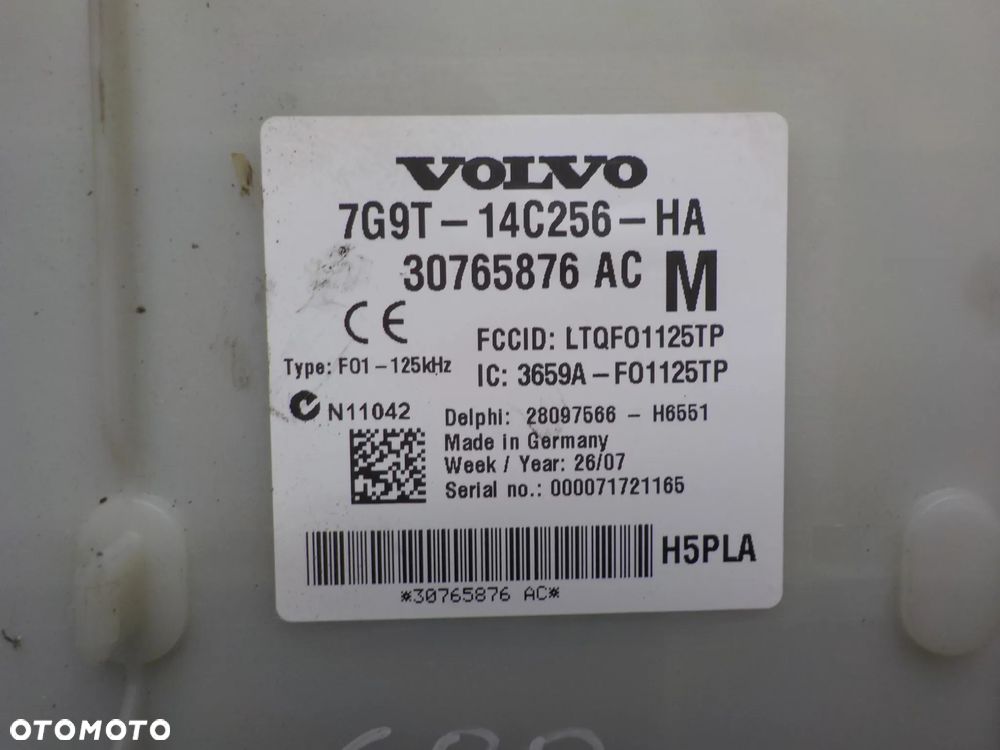 VOLVO
7G9T-14C256-HA
30765876 AC M
CE
FCCID: LTQFO1125TP
Type: F01-125kHz
IC: 3659A-FO1125TP
N11042
Delphi: 28097566 - H6551
Made in Germany
Week / Year: 26/07
Serial no.: 000071721165
H5PLA
*30765876 AC*
OTOMOTO